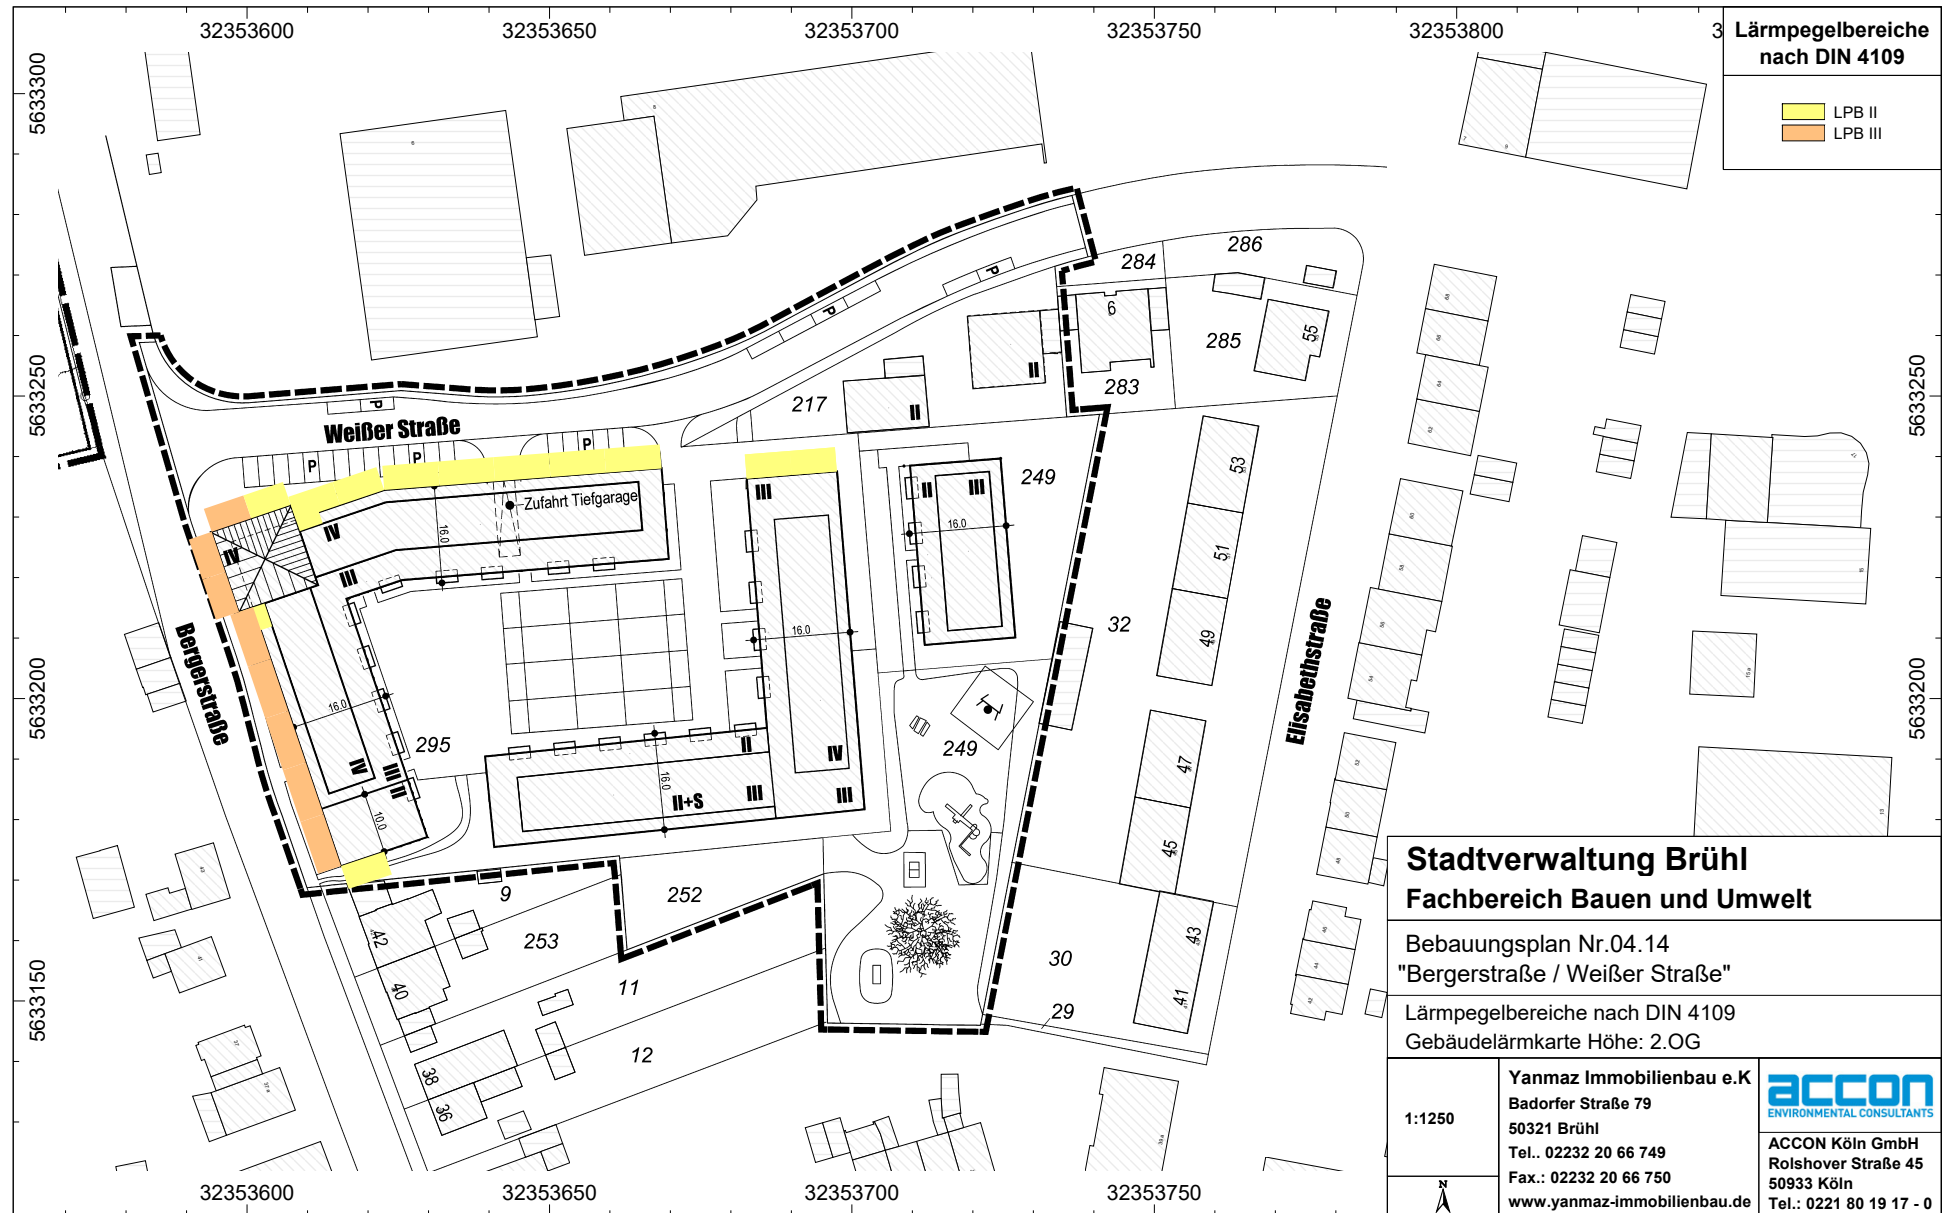 32353600 32353650 32353700 32353750 32353800
Lärmpegelbereiche
nach DIN 4109
LPB II
LPB III
5633300
5633250
5633200
5633150
5633250
5633200
286
284
6
285
55
283
217
II
II
P
P
P
Weißer Straße
P
P
P
Zufahrt Tiefgarage
IV
IV
III
16.0
III
II
III
16.0
249
53
51
49
32
16.0
Bergerstraße
Elisabethstraße
16.0
295
IV
III
II
10.0
II
16.0
II+S
III
IV
III
249
47
45
9
252
253
42
40
11
12
38
36
30
29
43
41
Stadtverwaltung Brühl
Fachbereich Bauen und Umwelt
Bebauungsplan Nr.04.14
"Bergerstraße / Weißer Straße"
Lärmpegelbereiche nach DIN 4109
Gebäudelärmkarte Höhe: 2.OG
1:1250
N
Yanmaz Immobilienbau e.K
Badorfer Straße 79
50321 Brühl
Tel.. 02232 20 66 749
Fax.: 02232 20 66 750
www.yanmaz-immobilienbau.de
accon
ENVIRONMENTAL CONSULTANTS
ACCON Köln GmbH
Rolshover Straße 45
50933 Köln
Tel.: 0221 80 19 17 - 0
32353600 32353650 32353700 32353750